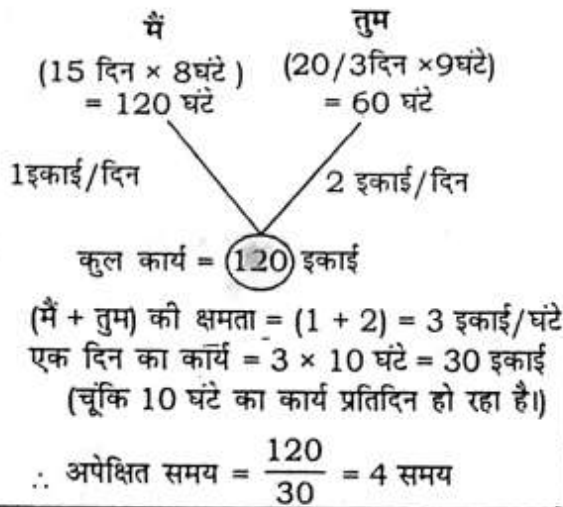 मैं तुम
(15 दिन × 8घंटे ) (20/3दिन ×9घंटे)
= 120 घंटे = 60 घंटे
1इकाई/दिन 2 इकाई/दिन
कुल कार्य = 120 इकाई
(मैं + तुम) की क्षमता = (1 + 2) = 3 इकाई/घंटे
एक दिन का कार्य = 3 × 10 घंटे = 30 इकाई
(चूंकि 10 घंटे का कार्य प्रतिदिन हो रहा है।)
∴ अपेक्षित समय = 120/30 = 4 समय